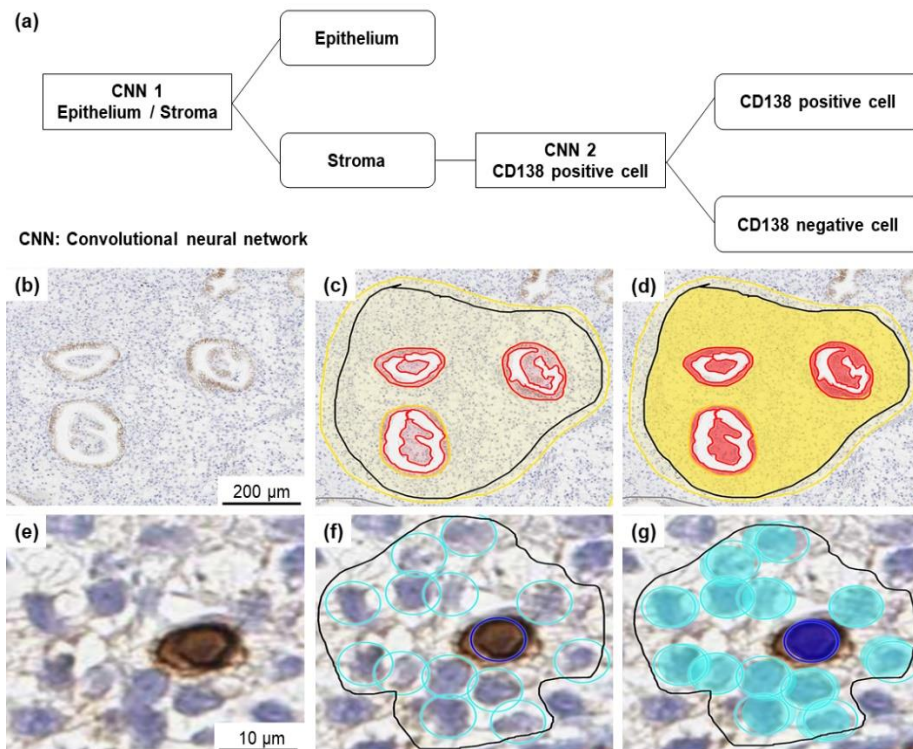 (a)
Epithelium
CNN 1
Epithelium / Stroma
CD138 positive cell
Stroma
CNN 2
CD138 positive cell
CD138 negative cell
CNN: Convolutional neural network
(b)
(c)
(d)
200 µm
(e)
(f)
(g)
10 µm